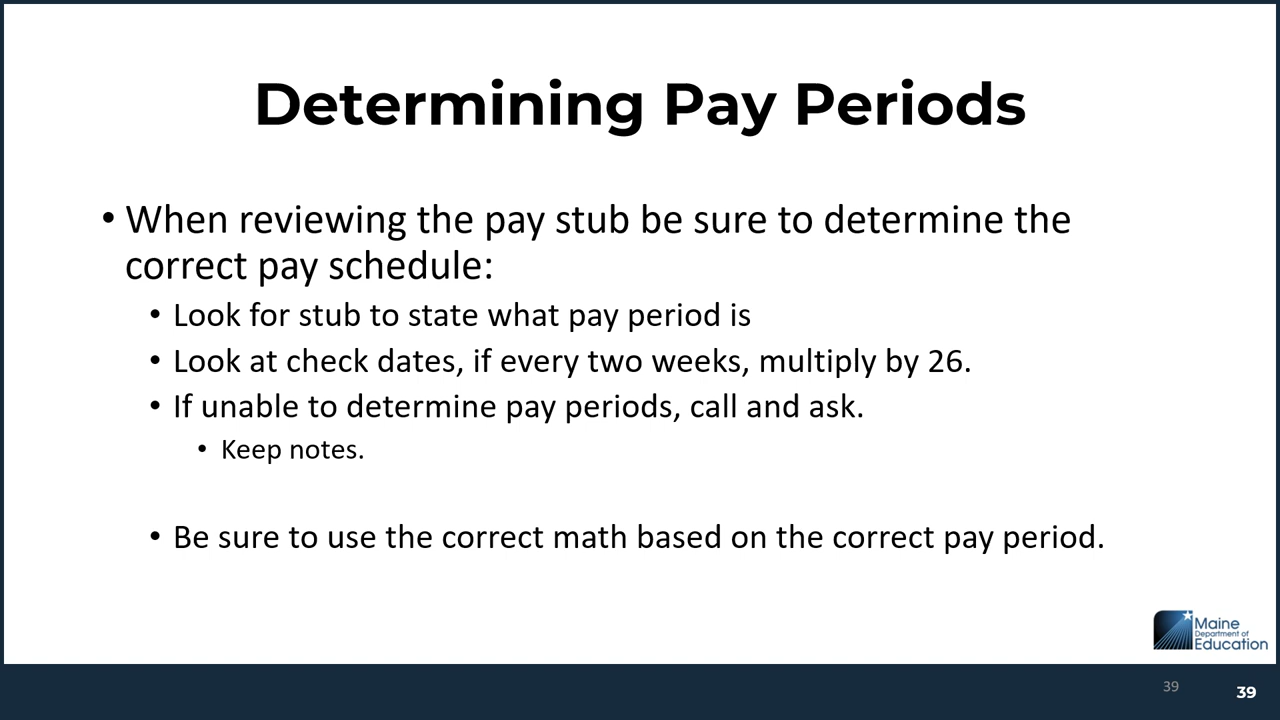 Determining Pay Periods
• When reviewing the pay stub be sure to determine the
correct pay schedule:
• Look for stub to state what pay period is
• Look at check dates, if every two weeks, multiply by 26.
• If unable to determine pay periods, call and ask.
• Keep notes.
• Be sure to use the correct math based on the correct pay period.
Maine
Department of
Education
39
39